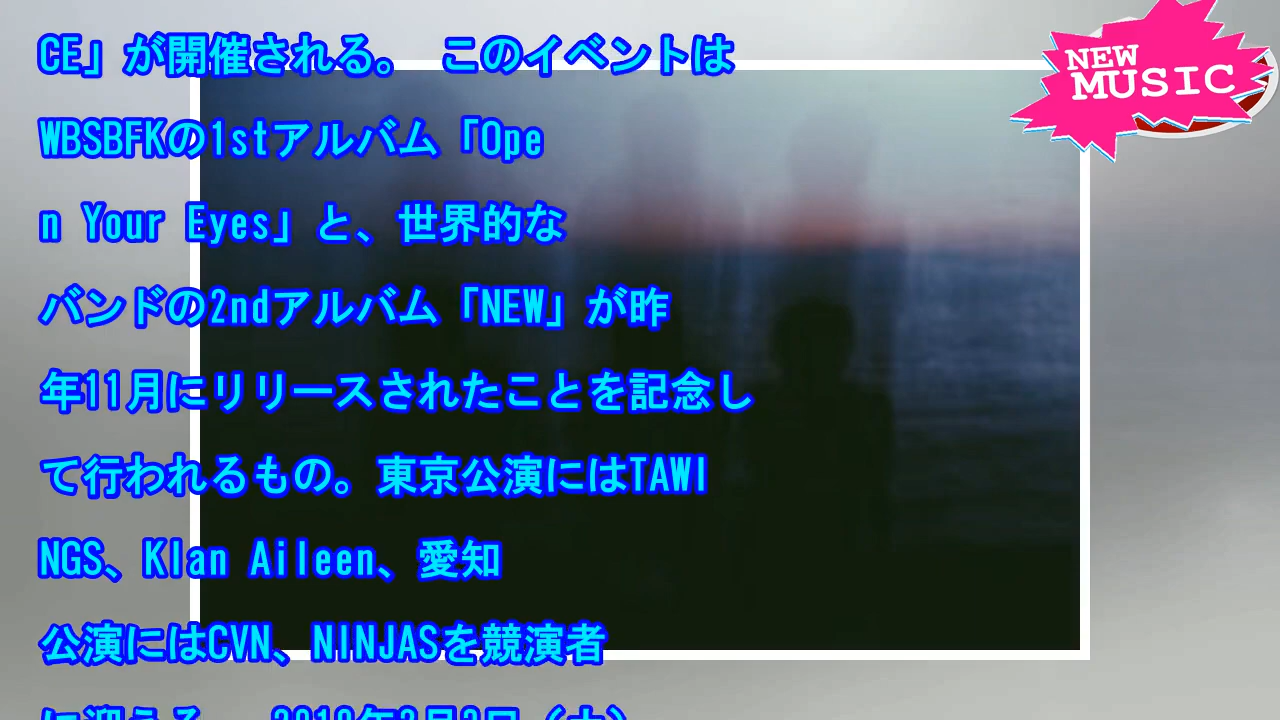 CE」が開催される。 このイベントは
WBSBFKの1stアルバム「Ope
n Your Eyes」と、世界的な
バンドの2ndアルバム「NEW」が昨
年11月にリリースされたことを記念し
て行われるもの。東京公演にはTAWI
NGS、Klan Aileen、愛知
公演にはCVN、NINJASを競演者
に迎える。
NEW
MUSIC